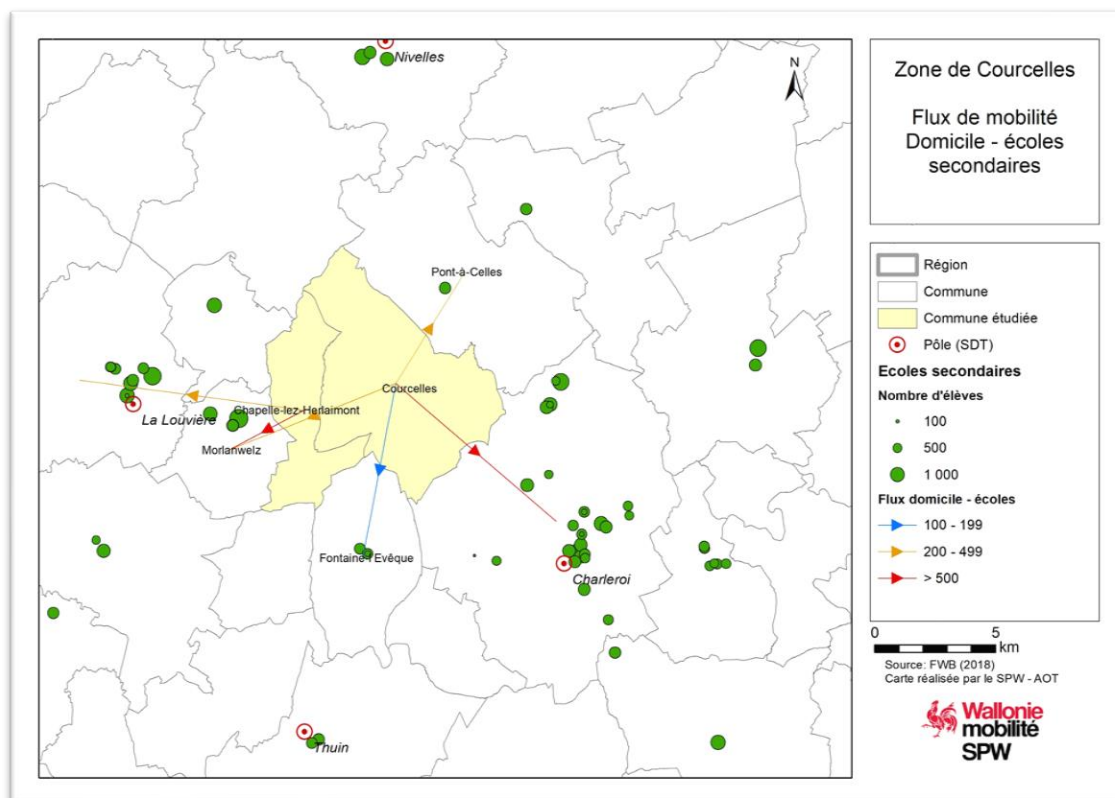 Nivelles
Pont-à-Celles
Courcelles
Chapelle-lez-Herlaimont
La Louvière
Morlanwelz
Fontaine-l'Evêque
Charleroi
Thuin
N
Zone de Courcelles
Flux de mobilité
Domicile - écoles
secondaires
Région
Commune
Commune étudiée
Pôle (SDT)
Ecoles secondaires
Nombre d'élèves
100
500
1 000
Flux domicile - écoles
100 - 199
200 - 499
> 500
0 5
km
Source: FWB (2018)
Carte réalisée par le SPW - AOT
Wallonie
mobilité
SPW